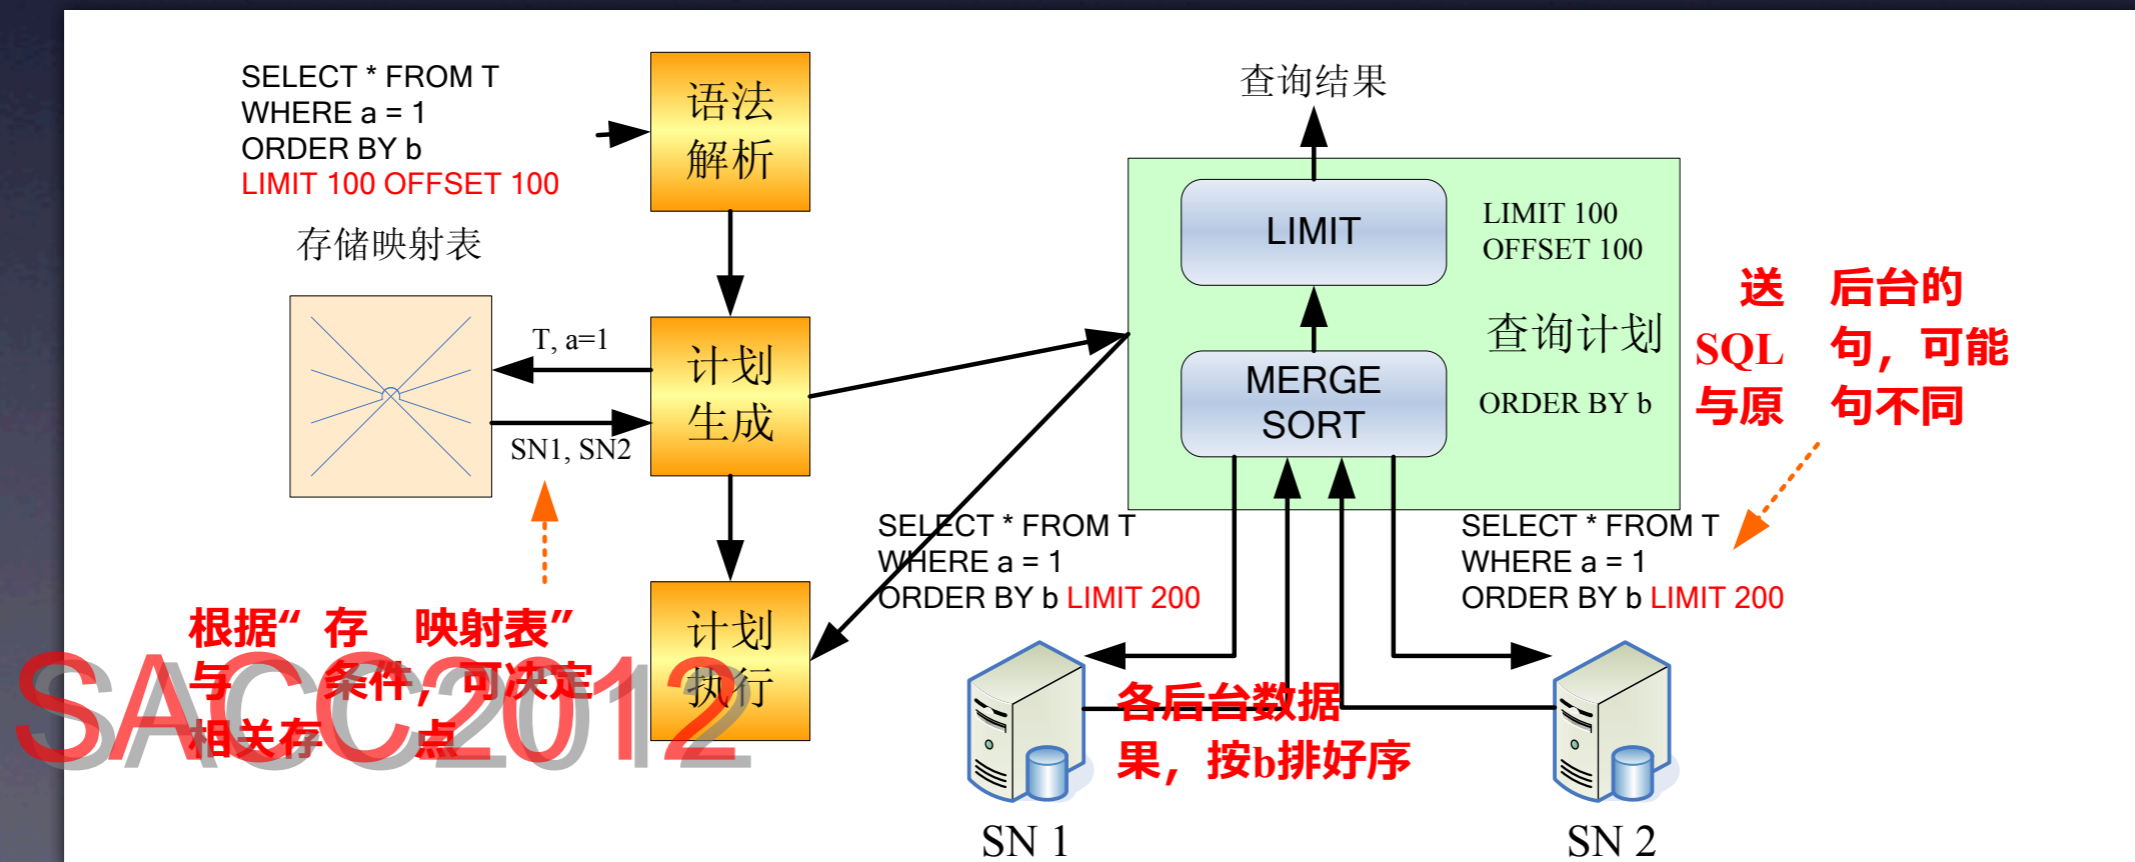 SELECT * FROM T
WHERE a = 1
ORDER BY b
LIMIT 100 OFFSET 100
语法
解析
存储映射表
T, a=1
SN1, SN2
计划
生成
计划
执行
根据“ 存 映射表”
与 条件，可决定
相关存 点
SACC2012
查询结果
LIMIT
LIMIT 100
OFFSET 100
查询计划
MERGE
SORT
ORDER BY b
送 后台的
SQL 句，可能
与原 句不同
SELECT * FROM T
WHERE a = 1
ORDER BY b LIMIT 200
SELECT * FROM T
WHERE a = 1
ORDER BY b LIMIT 200
各后台数据
果，按b排好序
SN 1
SN 2